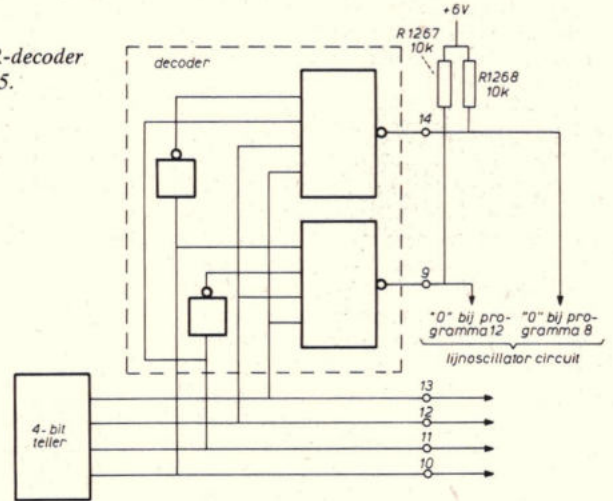 -decoder
5.
decoder
+6V
R1267
10k
R1268
10k
14
9
"0" bij pro-
gramma 12
"0" bij pro-
gramma 8
lijnoscillator circuit
4-bit
teller
13
12
11
10